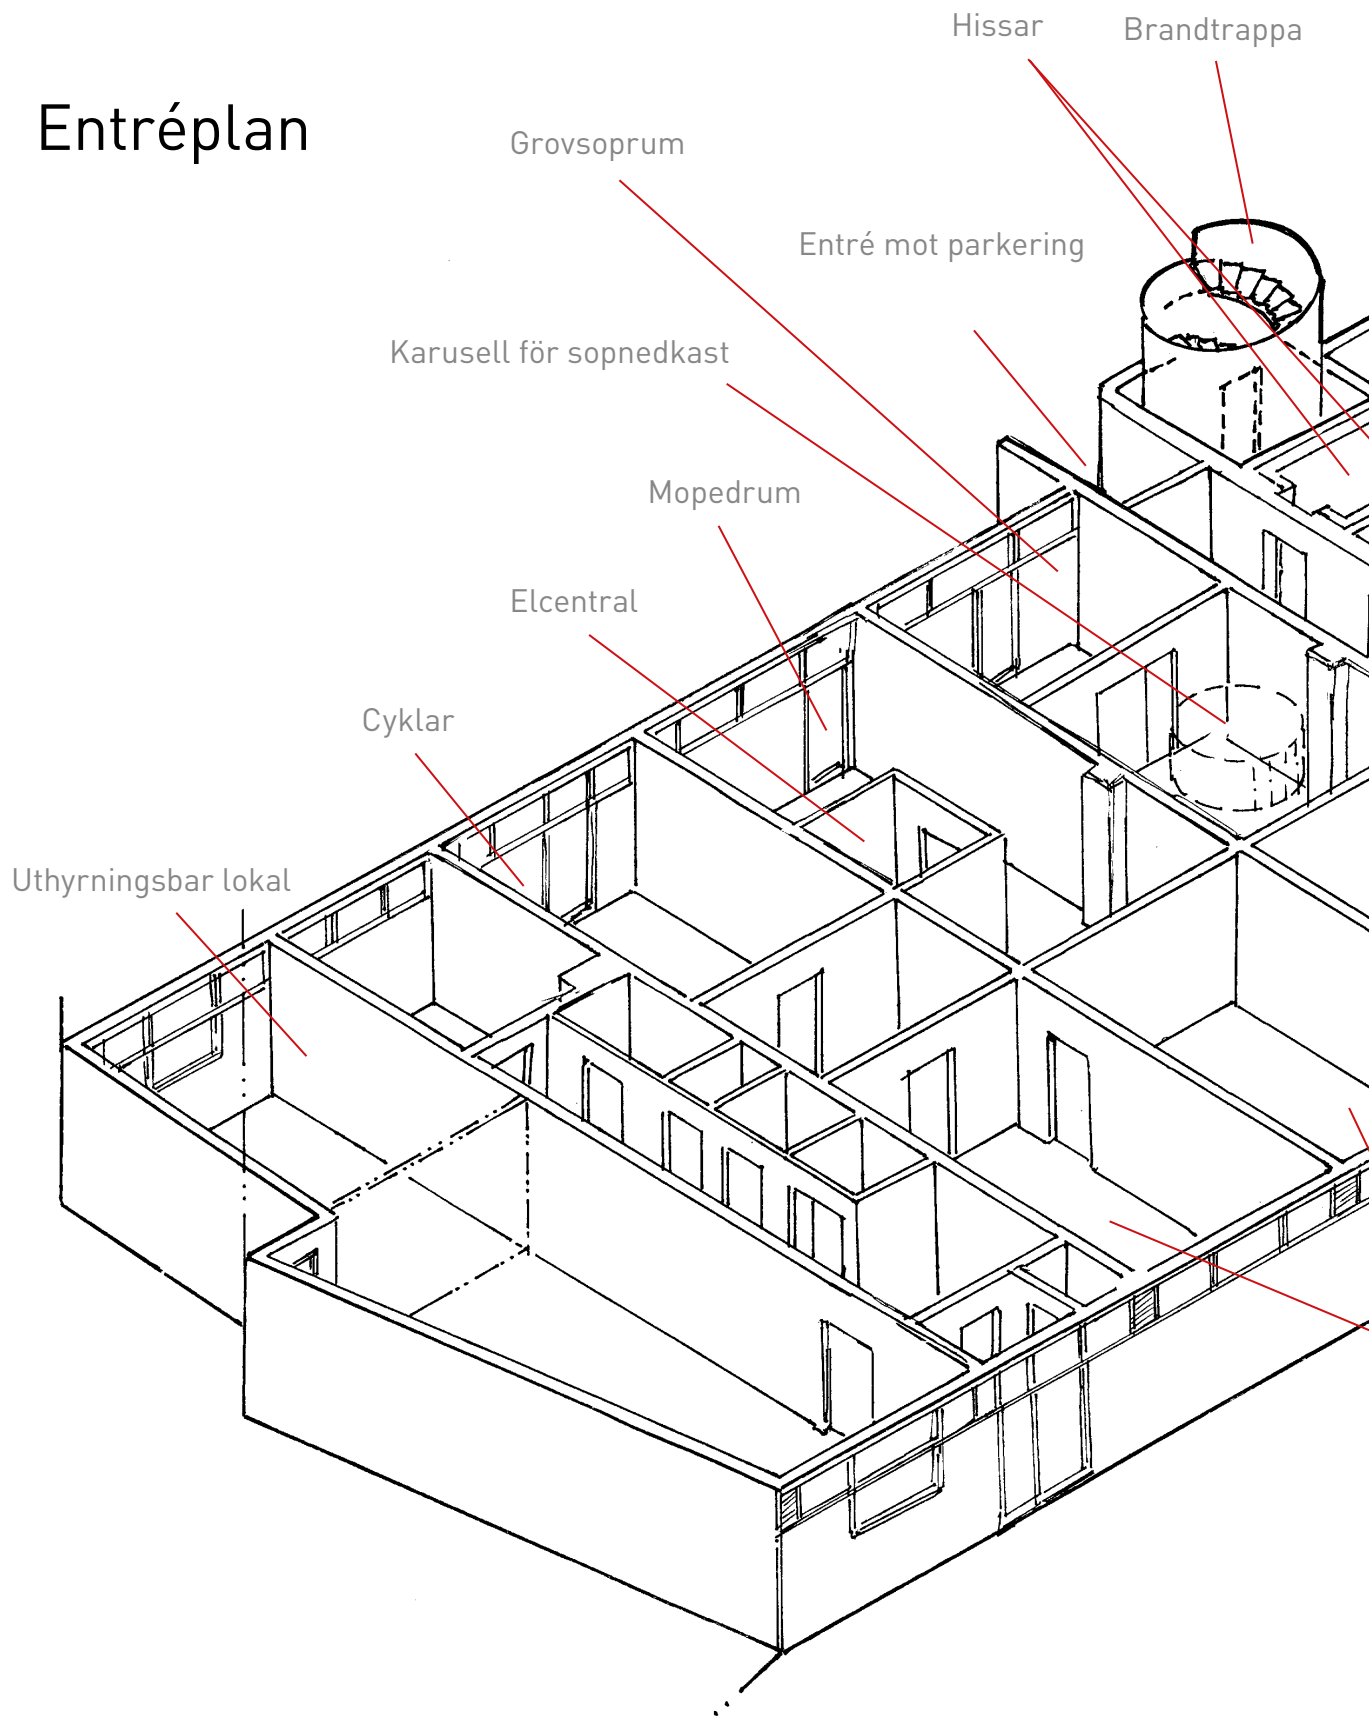 Hissar
Brandtrappa
Entréplan
Grovsoprum
Entré mot parkering
Karusell för sopnedkast
Mopedrum
Elcentral
Cyklar
Uthyrningsbar lokal